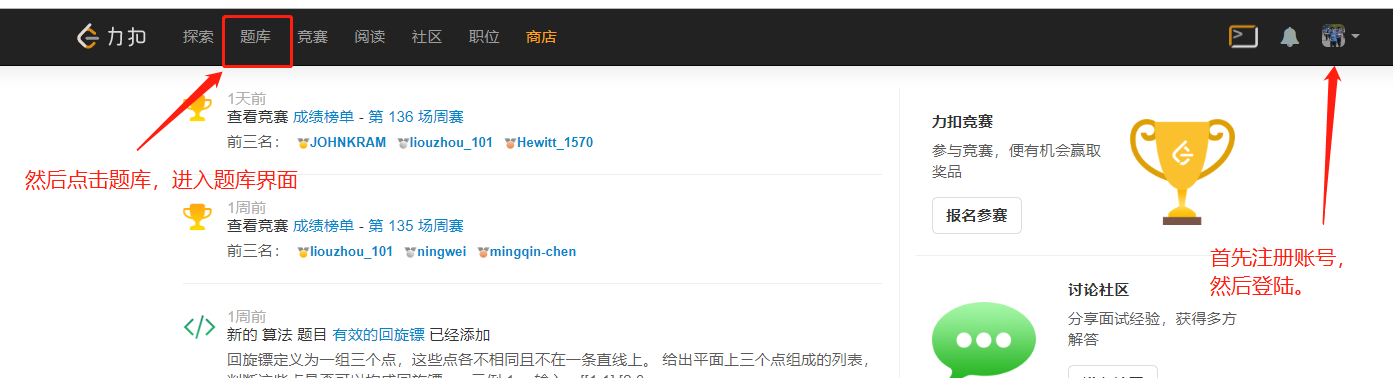 力扣 探索 题库 竞赛 阅读 社区 职位 商店
1天前
查看竞赛 成绩榜单 - 第 136 场周赛
前三名： JOHNKRAM liouzhou_101 Hewitt_1570
然后点击题库，进入题库界面
1周前
查看竞赛 成绩榜单 - 第 135 场周赛
前三名： liouzhou_101 ningwei mingqin-chen
1周前
新的 算法 题目 有效的回旋镖 已经添加
回旋镖定义为一组三个点，这些点各不相同且不在一条直线上。 给出平面上三个点组成的列表，
力扣竞赛
参与竞赛，便有机会赢取
奖品
报名参赛
首先注册账号，
然后登陆。
讨论社区
分享面试经验，获得多方
解答